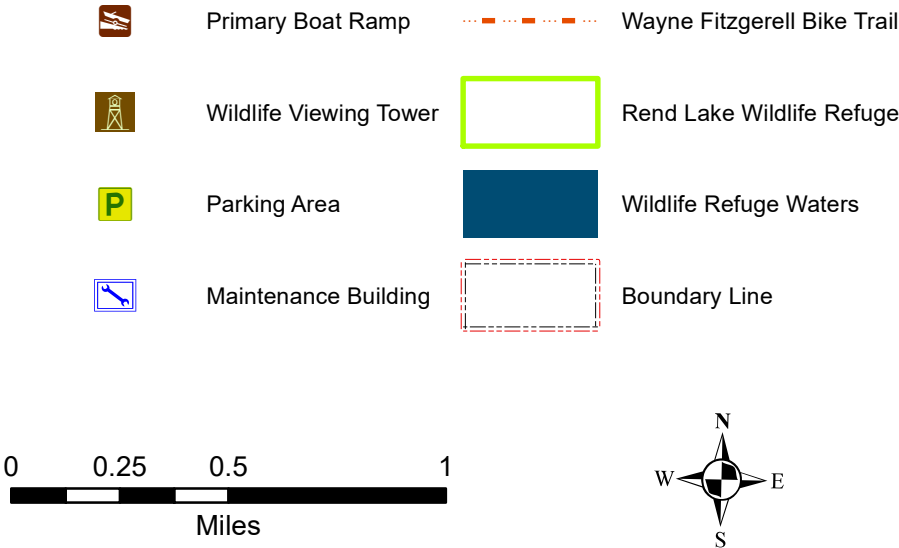 Primary Boat Ramp
Wayne Fitzgerell Bike Trail
Wildlife Viewing Tower
Rend Lake Wildlife Refuge
P
Parking Area
Wildlife Refuge Waters
Maintenance Building
Boundary Line
0 0.25 0.5 1
Miles
N
W E
S